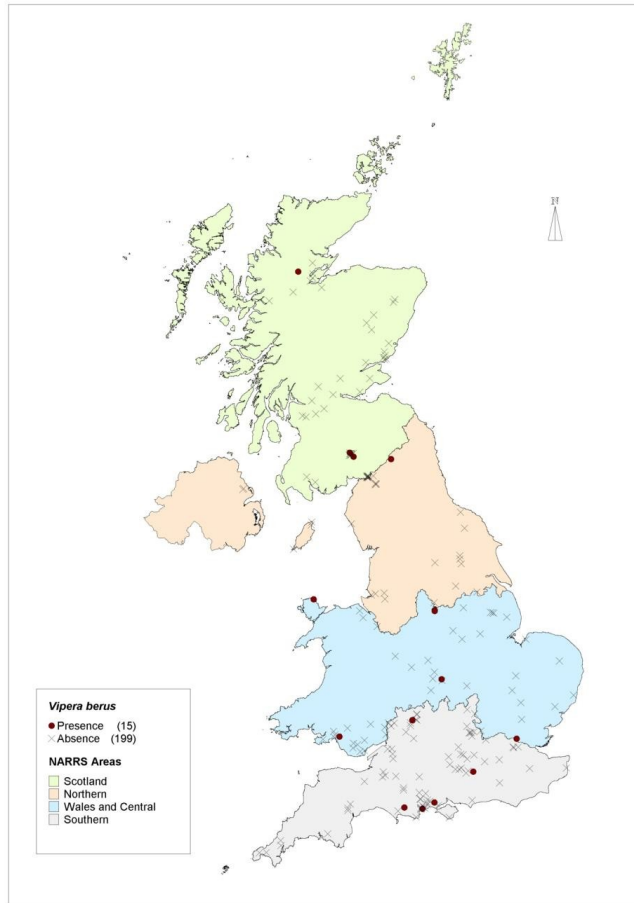 N
Vipera berus
Presence (15)
Absence (199)
NARRS Areas
Scotland
Northern
Wales and Central
Southern